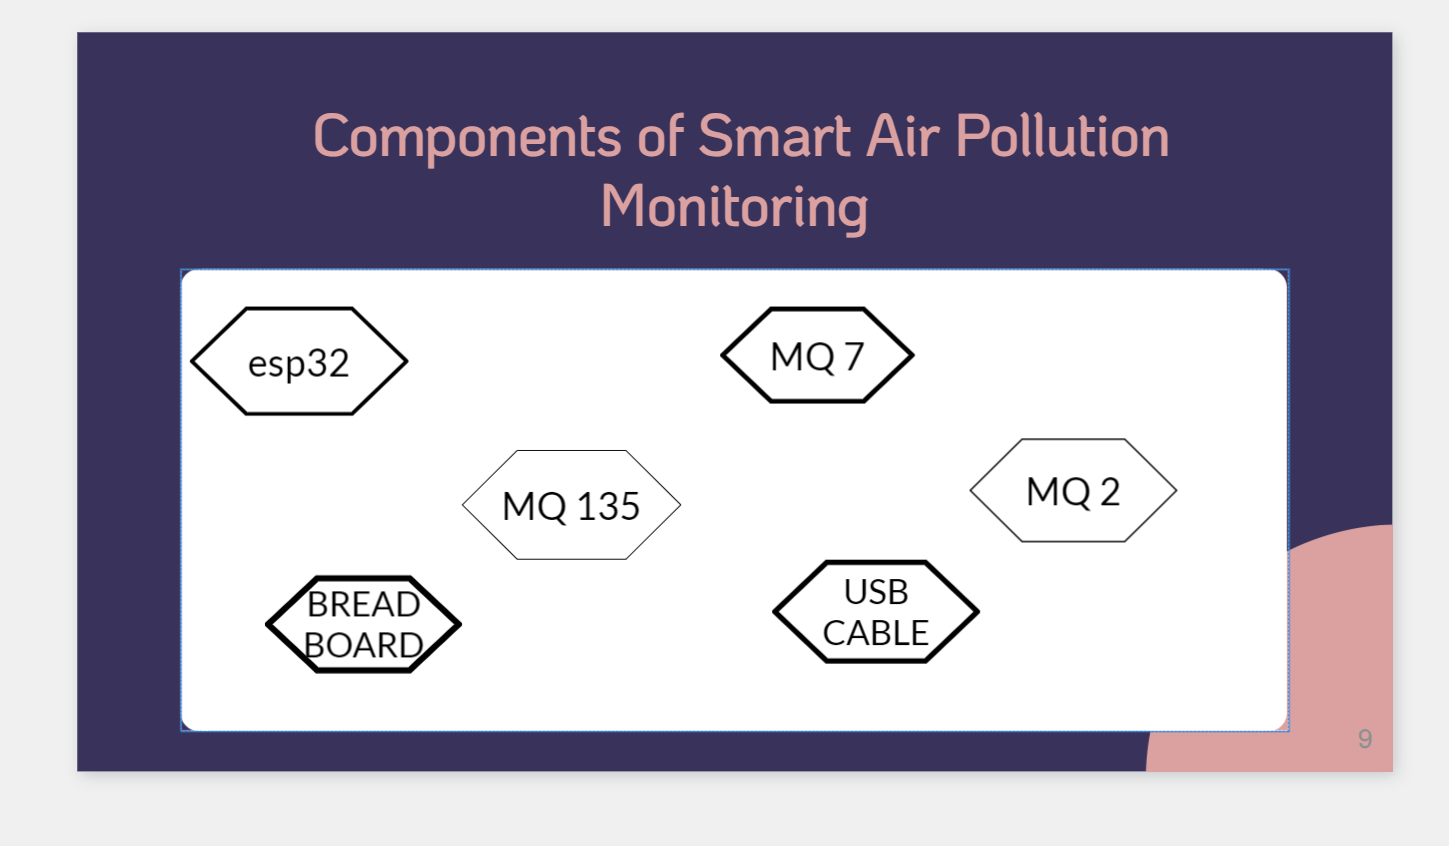 Components of Smart Air Pollution
Monitoring
esp32
MQ 7
MQ 135
MQ 2
BREAD
BOARD
USB
CABLE
9